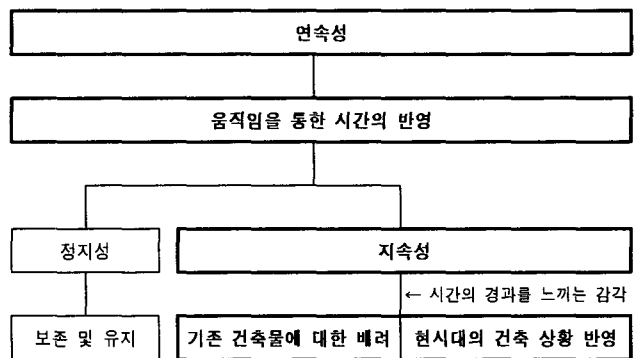 연속성
움직임을 통한 시간의 반영
정지성
지속성
← 시간의 경과를 느끼는 감각
보존 및 유지
기존 건축물에 대한 배려
현시대의 건축 상황 반영